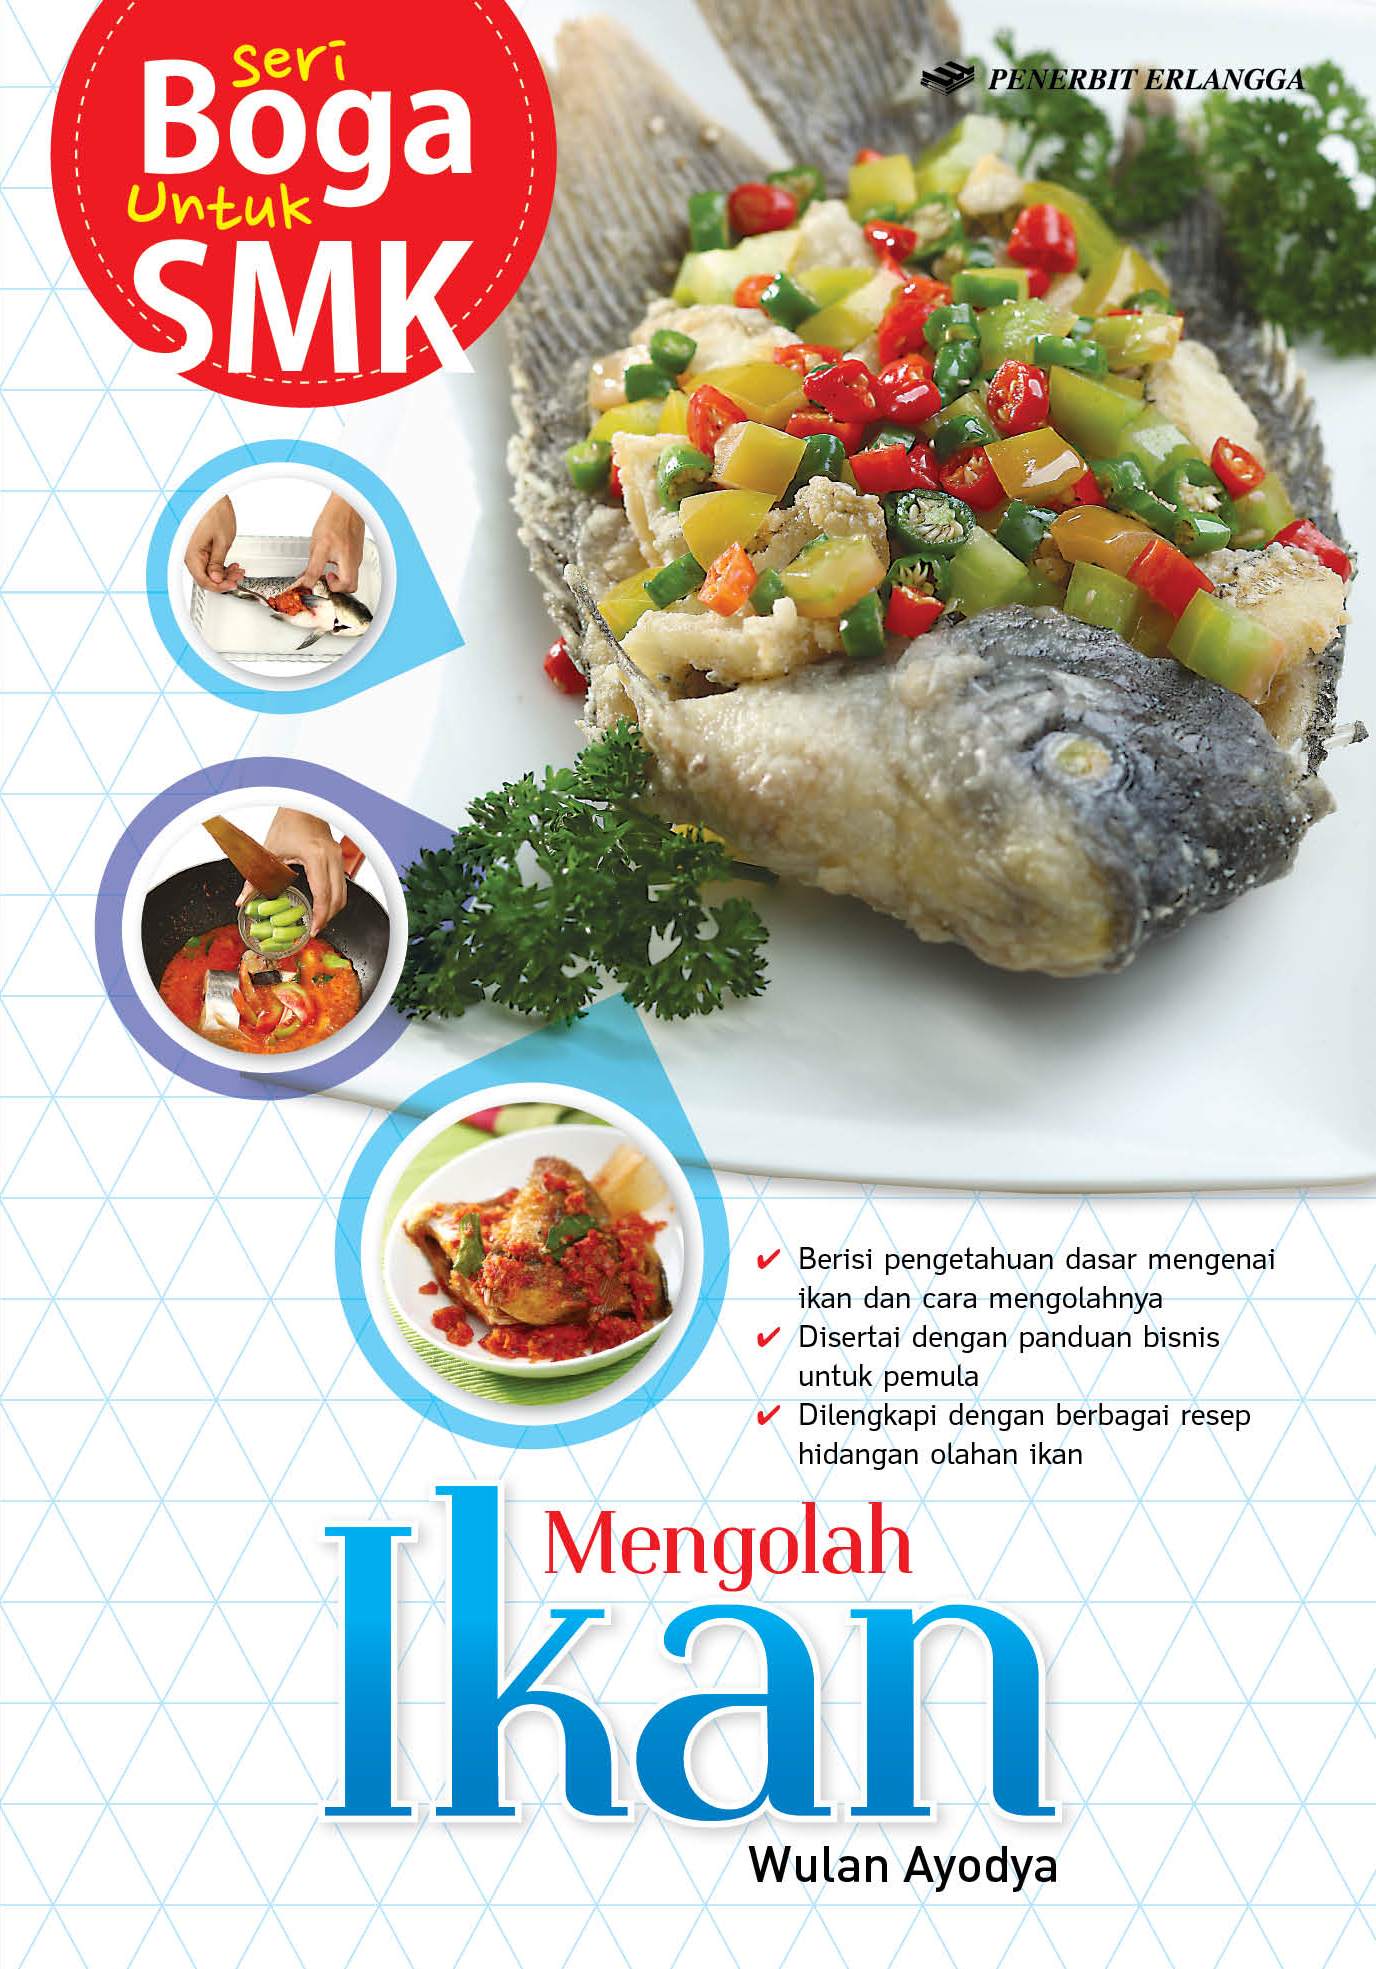 Seri
Boga
Untuk
SMK
PENERBIT ERLANGGA
✔ Berisi pengetahuan dasar mengenai
ikan dan cara mengolahnya
✔ Disertai dengan panduan bisnis
untuk pemula
✔ Dilengkapi dengan berbagai resep
hidangan olahan ikan
Mengolah
Ikan
Wulan Ayodya